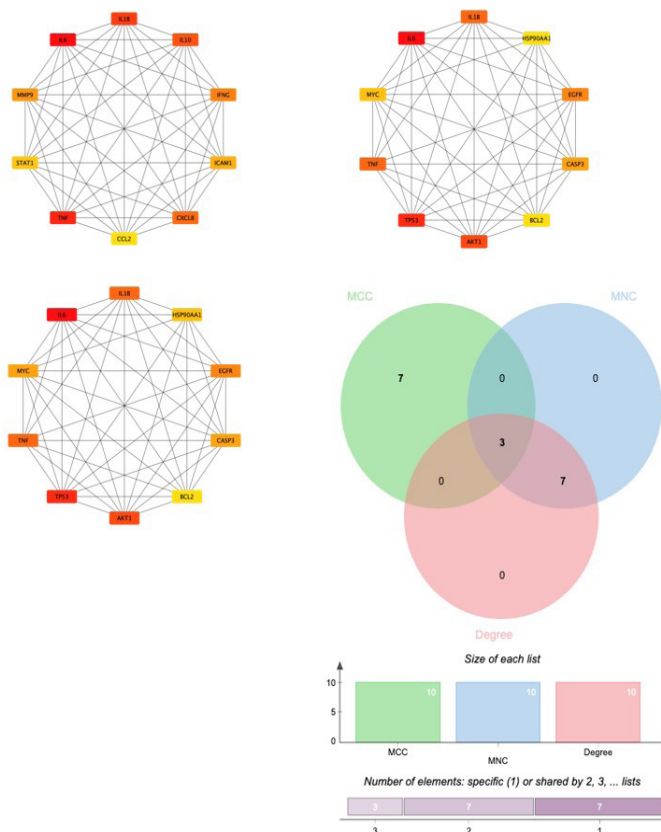 IL1B
IL6
IL10
MMP9
IFNG
STAT1
ICAM1
TNF
CXCL8
CCL2
IL1B
IL6
HSP90AA1
MYC
EGFR
TNF
CASP3
TP53
BCL2
AKT1
IL1B
IL6
HSP90AA1
MYC
EGFR
TNF
CASP3
TP53
BCL2
AKT1
MCC
MNC
7
0
0
3
0
7
0
Degree
Size of each list
10
5
0
10
10
10
MCC
MNC
Degree
Number of elements: specific (1) or shared by 2, 3, ... lists
3
7
7
3
2
1